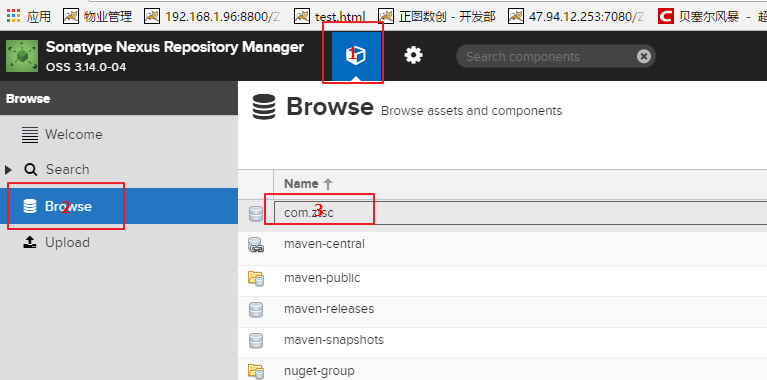 应用 物业管理 192.168.1.96:8800/Z test.html 正图数创 - 开发部 47.94.12.253:7080/Z 贝塞尔风暴 - 超
Sonatype Nexus Repository Manager
OSS 3.14.0-04
1
Search components
Browse
Welcome
Search
Browse
2
Upload
Browse Browse assets and components
Name
3
maven-central
maven-public
maven-releases
maven-snapshots
nuget-group